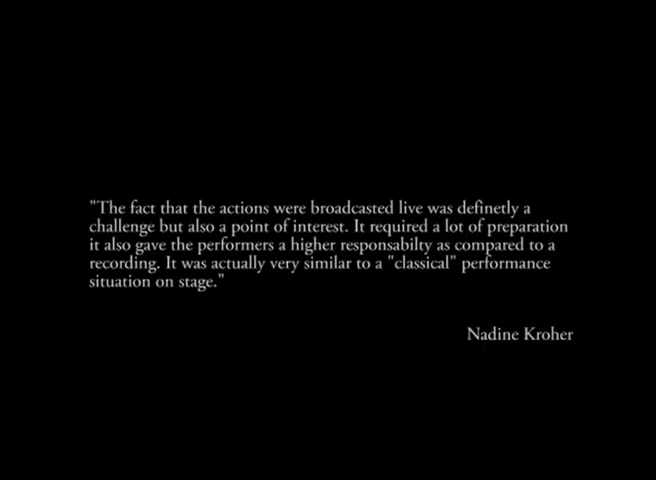 "The fact that the actions were broadcasted live was definetly a
challenge but also a point of interest. It required a lot of preparation
it also gave the performers a higher responsabilty as compared to a
recording. It was actually very similar to a "classical" performance
situation on stage."
Nadine Kroher